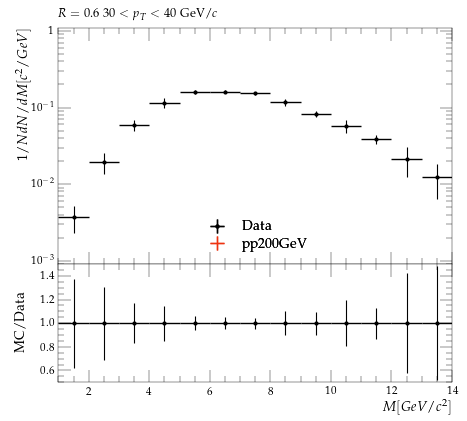 R = 0.6 30 < p_T < 40 GeV/c
1/NdN/dM[c²/GeV]
1
10⁻¹
10⁻²
10⁻³
Data
pp200GeV
MC/Data
1.4
1.2
1.0
0.8
0.6
2 4 6 8 10 12 14
M[GeV/c²]